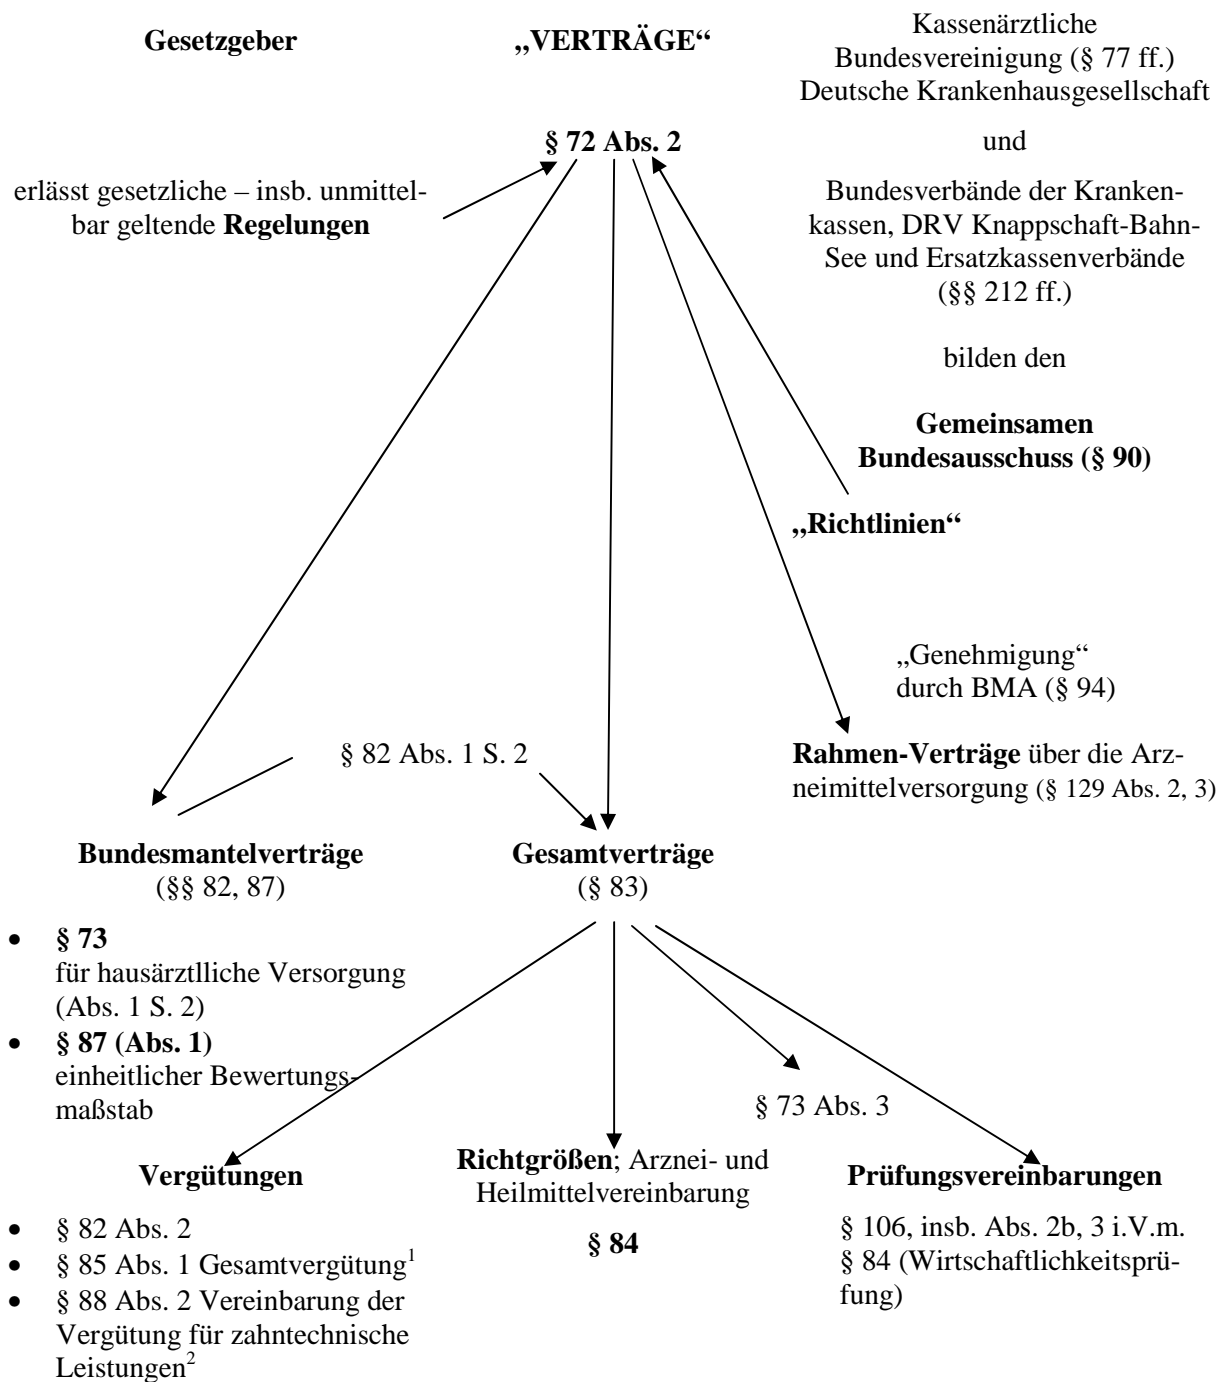 Gesetzgeber
„VERTRÄGE“
Kassenärztliche
Bundesvereinigung (§ 77 ff.)
Deutsche Krankenhausgesellschaft
§ 72 Abs. 2
und
erlässt gesetzliche – insb. unmittel-
bar geltende Regelungen
Bundesverbände der Kranken-
kassen, DRV Knappschaft-Bahn-
See und Ersatzkassenverbände
(§§ 212 ff.)
bilden den
Gemeinsamen
Bundesausschuss (§ 90)
„Richtlinien“
„Genehmigung“
durch BMA (§ 94)
§ 82 Abs. 1 S. 2
Rahmen-Verträge über die Arz-
neimittelversorgung (§ 129 Abs. 2, 3)
Bundesmantelverträge
(§§ 82, 87)
Gesamtverträge
(§ 83)
• § 73
für hausärztlliche Versorgung
(Abs. 1 S. 2)
• § 87 (Abs. 1)
einheitlicher Bewertungs-
maßstab
§ 73 Abs. 3
Vergütungen
Richtgrößen; Arznei- und
Heilmittelvereinbarung
§ 84
Prüfungsvereinbarungen
• § 82 Abs. 2
• § 85 Abs. 1 Gesamtvergütung¹
• § 88 Abs. 2 Vereinbarung der
Vergütung für zahntechnische
Leistungen²
§ 106, insb. Abs. 2b, 3 i.V.m.
§ 84 (Wirtschaftlichkeitsprü-
fung)